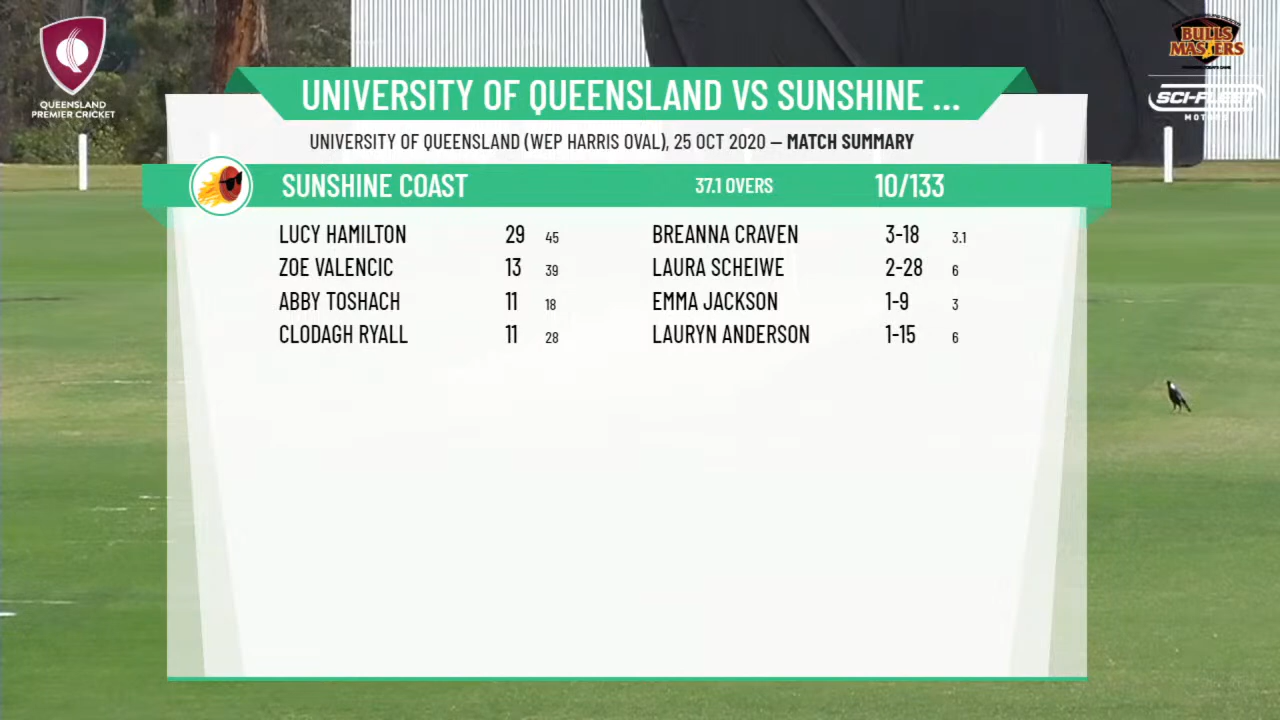 QUEENSLAND
PREMIER CRICKET
BULLS
MASTERS
SCI-FLEET
MOTORS
UNIVERSITY OF QUEENSLAND VS SUNSHINE ...
UNIVERSITY OF QUEENSLAND (WEP HARRIS OVAL), 25 OCT 2020 – MATCH SUMMARY
SUNSHINE COAST 37.1 OVERS 10/133
LUCY HAMILTON 29 45 BREANNA CRAVEN 3-18 3.1
ZOE VALENCIC 13 39 LAURA SCHEIWE 2-28 6
ABBY TOSHACH 11 18 EMMA JACKSON 1-9 3
CLODAGH RYALL 11 28 LAURYN ANDERSON 1-15 6